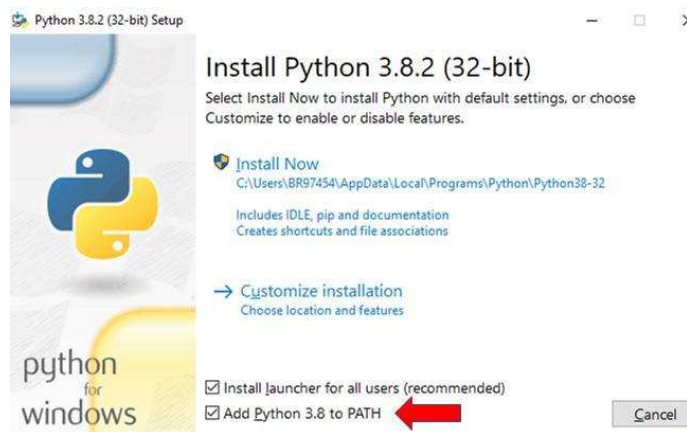 Python 3.8.2 (32-bit) Setup
Install Python 3.8.2 (32-bit)
Select Install Now to install Python with default settings, or choose
Customize to enable or disable features.
Install Now
C:\Users\BR97454\AppData\Local\Programs\Python\Python38-32
Includes IDLE, pip and documentation
Creates shortcuts and file associations
Customize installation
Choose location and features
python
for
windows
Install launcher for all users (recommended)
Add Python 3.8 to PATH
Cancel